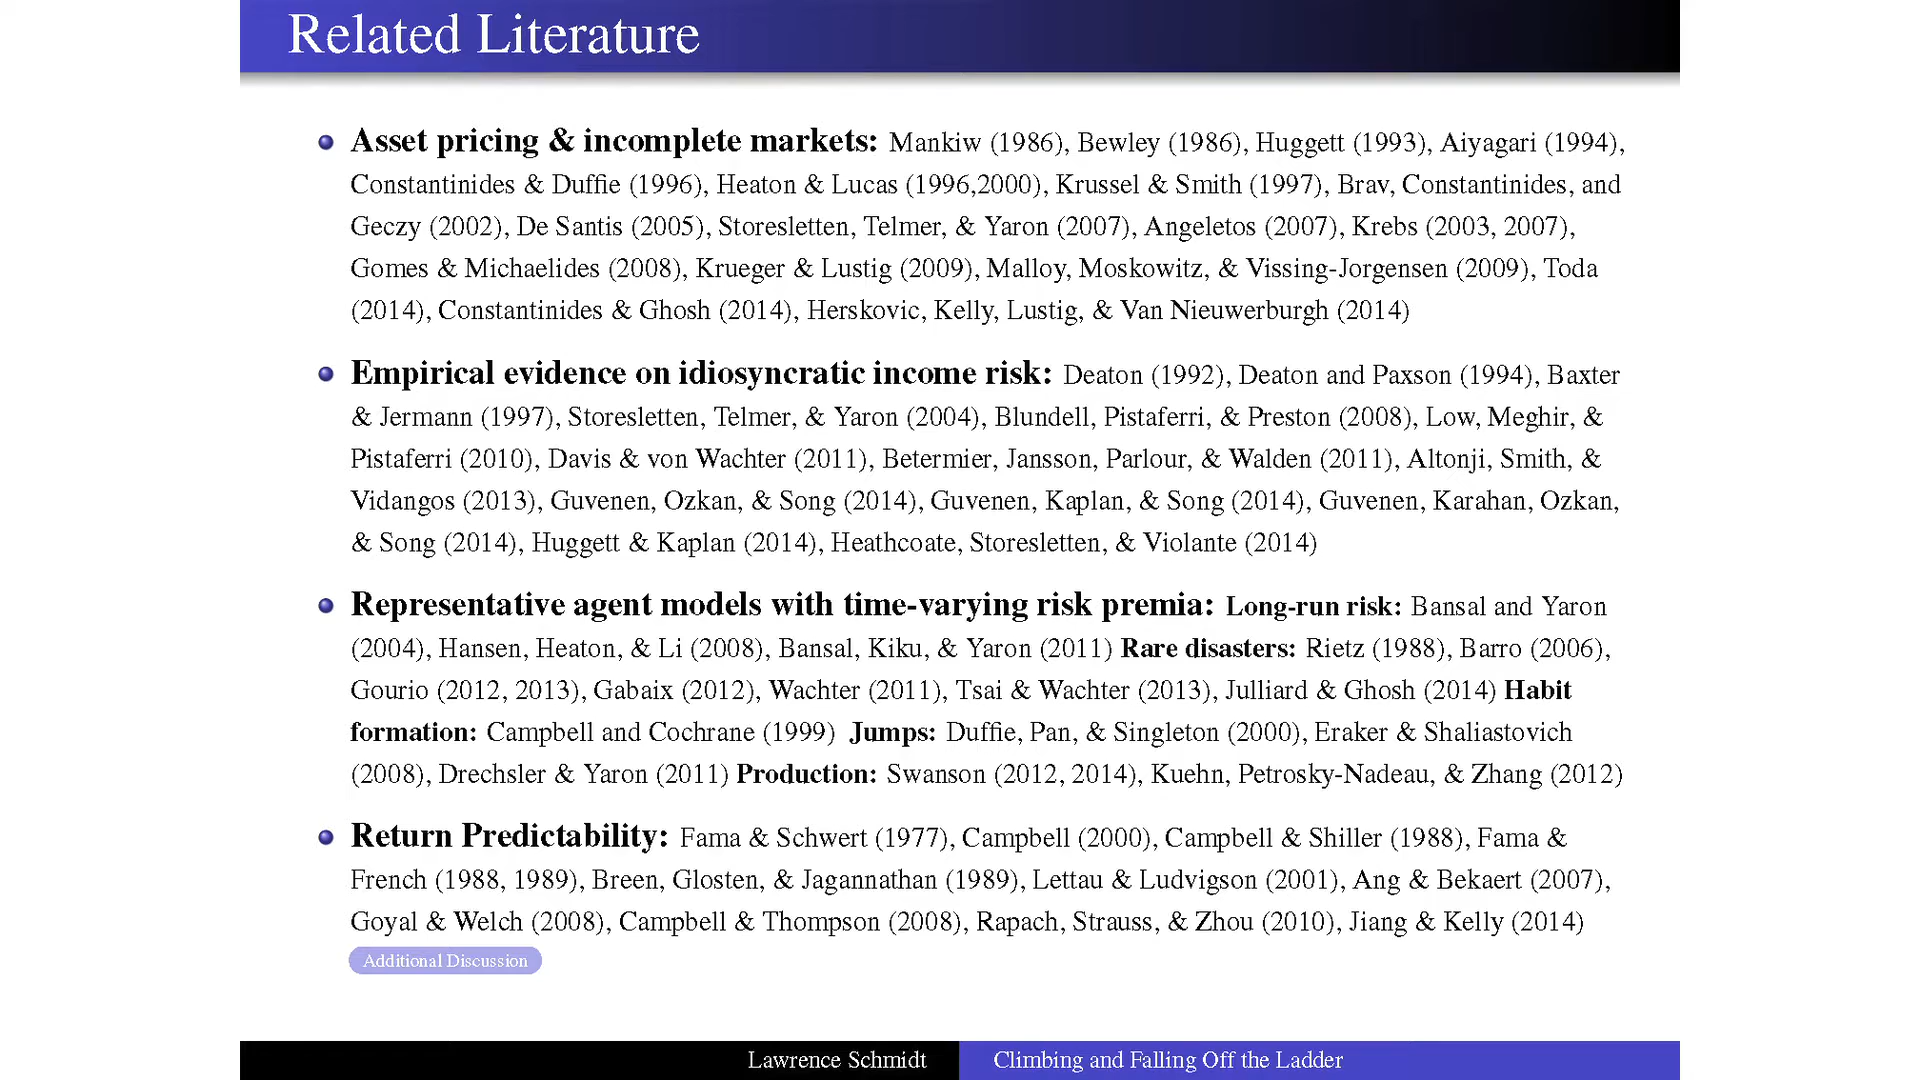 Related Literature
Asset pricing & incomplete markets: Mankiw (1986), Bewley (1986), Huggett (1993), Aiyagari (1994),
Constantinides & Duffie (1996), Heaton & Lucas (1996,2000), Krussel & Smith (1997), Brav, Constantinides, and
Geczy (2002), De Santis (2005), Storesletten, Telmer, & Yaron (2007), Angeletos (2007), Krebs (2003, 2007),
Gomes & Michaelides (2008), Krueger & Lustig (2009), Malloy, Moskowitz, & Vissing-Jorgensen (2009), Toda
(2014), Constantinides & Ghosh (2014), Herskovic, Kelly, Lustig, & Van Nieuwerburgh (2014)
Empirical evidence on idiosyncratic income risk: Deaton (1992), Deaton and Paxson (1994), Baxter
& Jermann (1997), Storesletten, Telmer, & Yaron (2004), Blundell, Pistaferri, & Preston (2008), Low, Meghir, &
Pistaferri (2010), Davis & von Wachter (2011), Betermier, Jansson, Parlour, & Walden (2011), Altonji, Smith, &
Vidangos (2013), Guvenen, Ozkan, & Song (2014), Guvenen, Kaplan, & Song (2014), Guvenen, Karahan, Ozkan,
& Song (2014), Huggett & Kaplan (2014), Heathcoate, Storesletten, & Violante (2014)
Representative agent models with time-varying risk premia: Long-run risk: Bansal and Yaron
(2004), Hansen, Heaton, & Li (2008), Bansal, Kiku, & Yaron (2011) Rare disasters: Rietz (1988), Barro (2006),
Gourio (2012, 2013), Gabaix (2012), Wachter (2011), Tsai & Wachter (2013), Julliard & Ghosh (2014) Habit
formation: Campbell and Cochrane (1999) Jumps: Duffie, Pan, & Singleton (2000), Eraker & Shaliastovich
(2008), Drechsler & Yaron (2011) Production: Swanson (2012, 2014), Kuehn, Petrosky-Nadeau, & Zhang (2012)
Return Predictability: Fama & Schwert (1977), Campbell (2000), Campbell & Shiller (1988), Fama &
French (1988, 1989), Breen, Glosten, & Jagannathan (1989), Lettau & Ludvigson (2001), Ang & Bekaert (2007),
Goyal & Welch (2008), Campbell & Thompson (2008), Rapach, Strauss, & Zhou (2010), Jiang & Kelly (2014)
Additional Discussion
Lawrence Schmidt
Climbing and Falling Off the Ladder